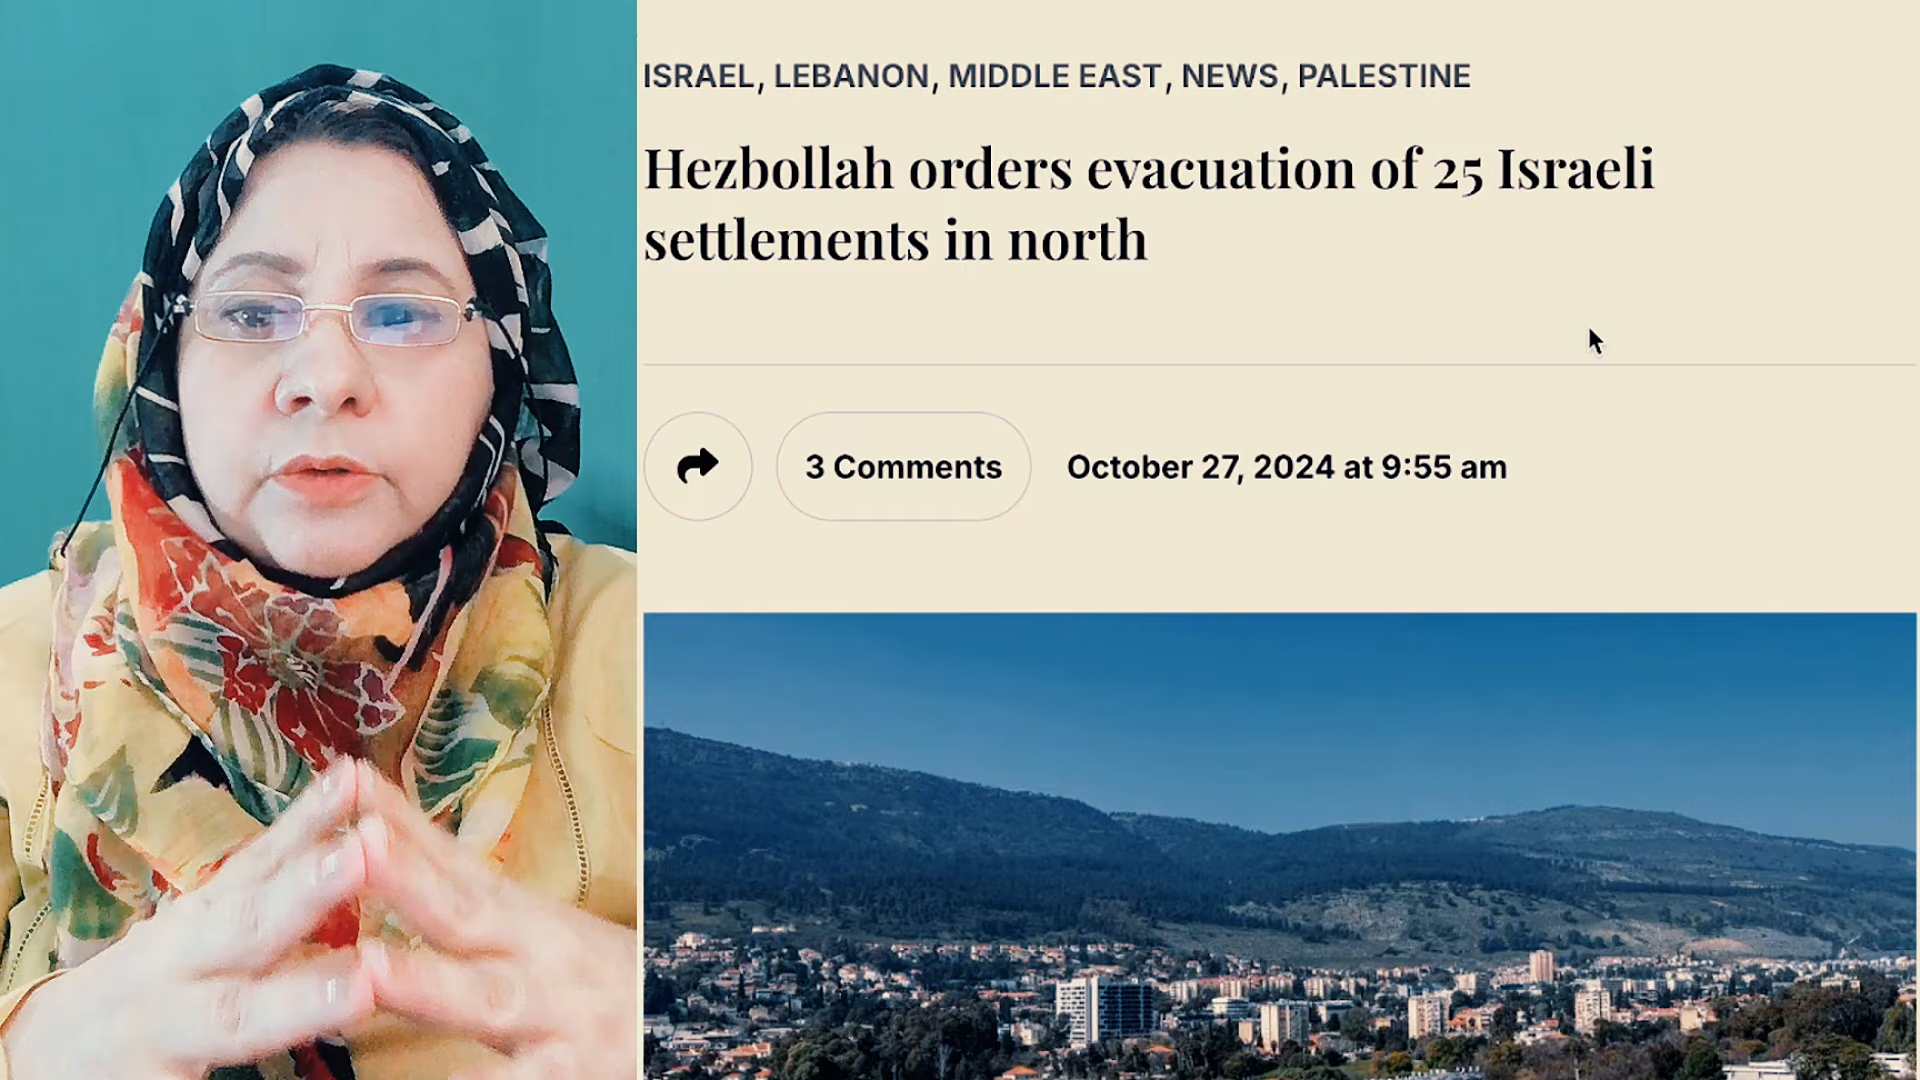 ISRAEL, LEBANON, MIDDLE EAST, NEWS, PALESTINE
Hezbollah orders evacuation of 25 Israeli
settlements in north
3 Comments
October 27, 2024 at 9:55 am